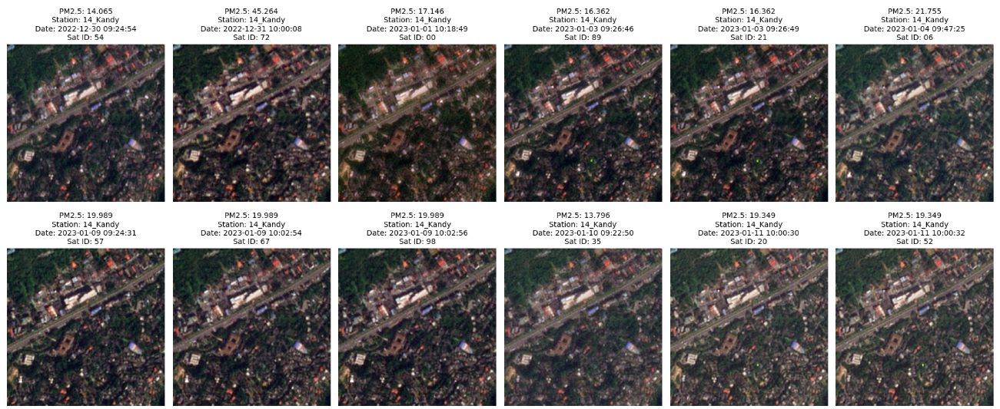 PM2.5: 14.065
Station: 14_Kandy
Date: 2022-12-30 09:24:54
Sat ID: 54
PM2.5: 45.264
Station: 14_Kandy
Date: 2022-12-31 10:00:08
Sat ID: 72
PM2.5: 17.146
Station: 14_Kandy
Date: 2023-01-01 10:18:49
Sat ID: 00
PM2.5: 16.362
Station: 14_Kandy
Date: 2023-01-03 09:26:46
Sat ID: 89
PM2.5: 16.362
Station: 14_Kandy
Date: 2023-01-03 09:26:49
Sat ID: 21
PM2.5: 21.755
Station: 14_Kandy
Date: 2023-01-04 09:47:25
Sat ID: 06
PM2.5: 19.989
Station: 14_Kandy
Date: 2023-01-09 09:24:31
Sat ID: 57
PM2.5: 19.989
Station: 14_Kandy
Date: 2023-01-09 10:02:54
Sat ID: 67
PM2.5: 19.989
Station: 14_Kandy
Date: 2023-01-09 10:02:56
Sat ID: 98
PM2.5: 13.796
Station: 14_Kandy
Date: 2023-01-10 09:22:50
Sat ID: 35
PM2.5: 19.349
Station: 14_Kandy
Date: 2023-01-11 10:00:30
Sat ID: 20
PM2.5: 19.349
Station: 14_Kandy
Date: 2023-01-11 10:00:32
Sat ID: 52